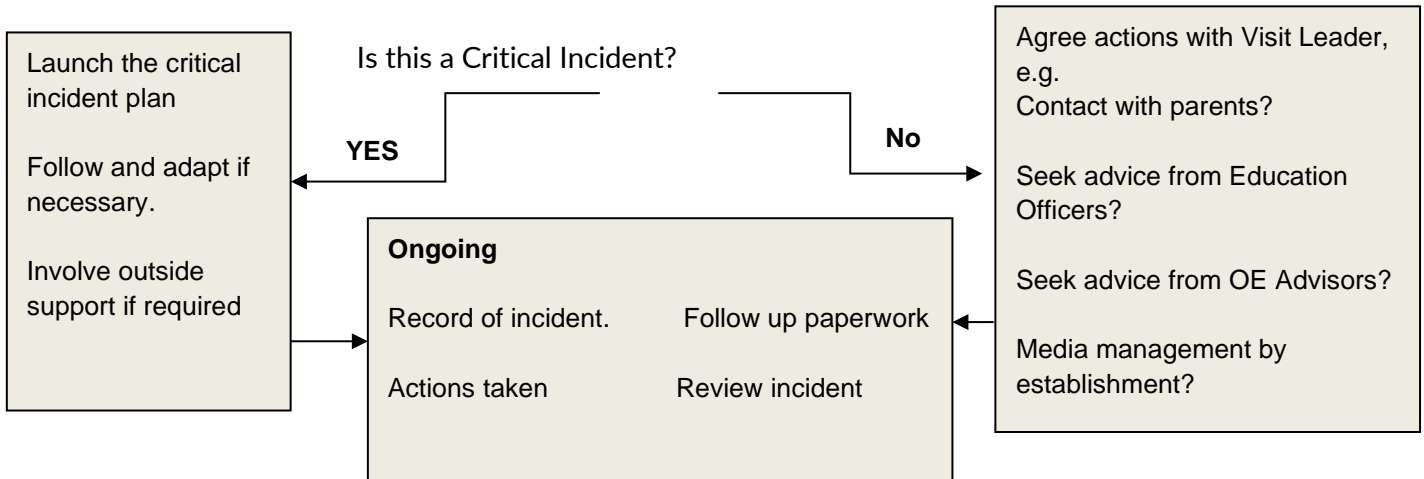 Is this a Critical Incident?
YES
No
Launch the critical
incident plan
Follow and adapt if
necessary.
Involve outside
support if required
Agree actions with Visit Leader,
e.g.
Contact with parents?
Seek advice from Education
Officers?
Seek advice from OE Advisors?
Media management by
establishment?
Ongoing
Record of incident. Follow up paperwork
Actions taken Review incident